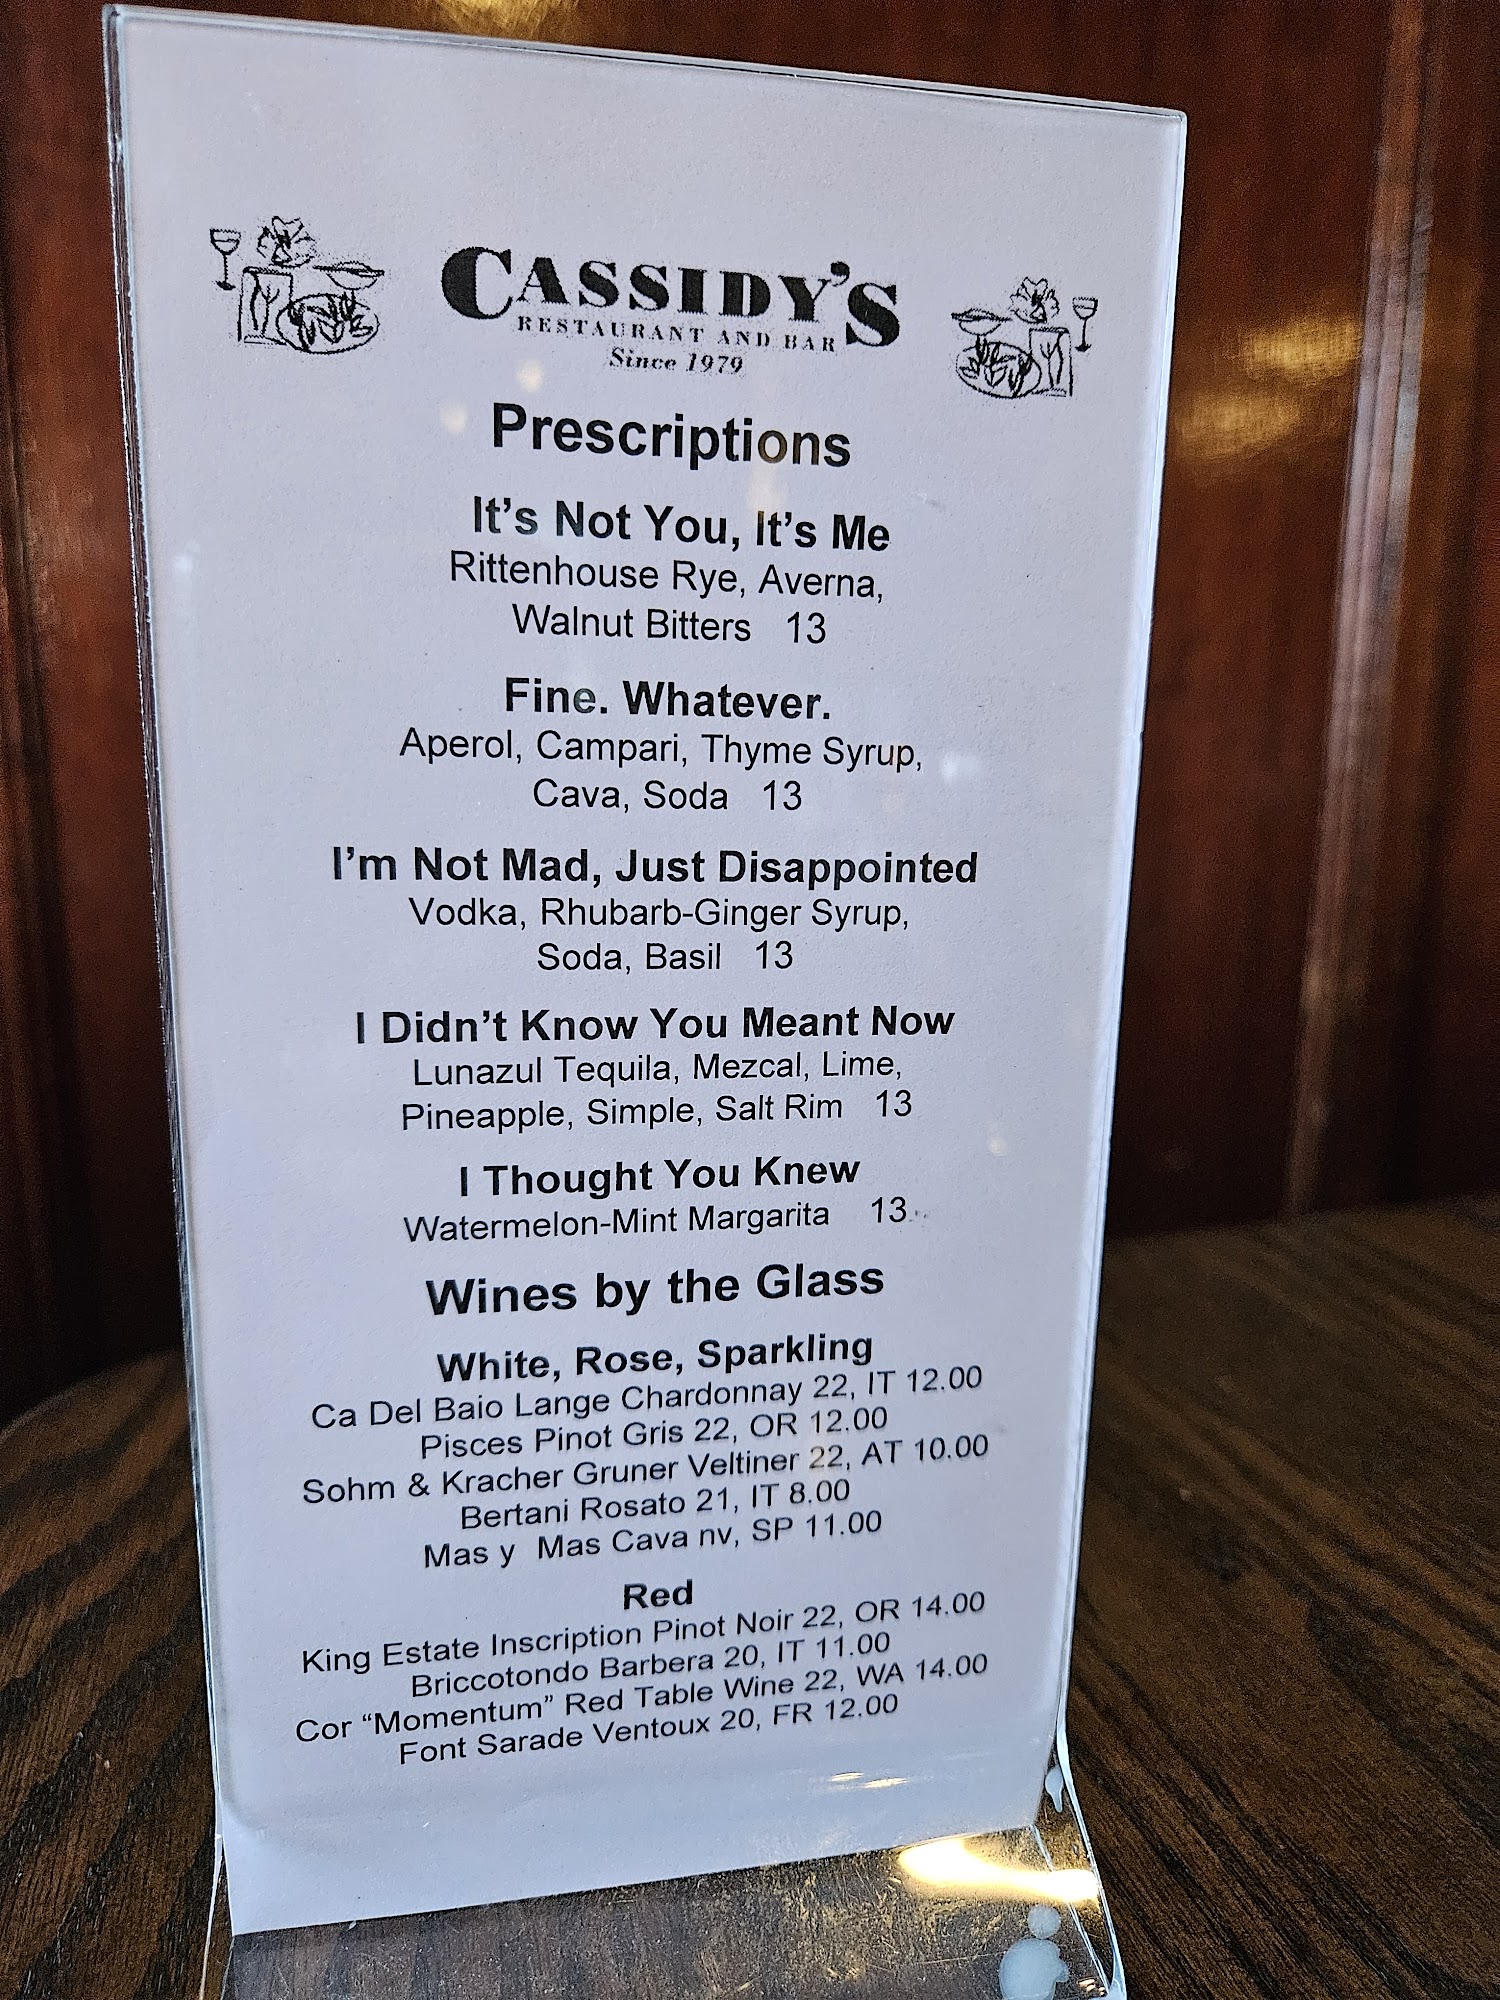 CASSIDY'S
RESTAURANT AND BAR
Since 1979
Prescriptions
It's Not You, It's Me
Rittenhouse Rye, Averna,
Walnut Bitters 13
Fine. Whatever.
Aperol, Campari, Thyme Syrup,
Cava, Soda 13
I'm Not Mad, Just Disappointed
Vodka, Rhubarb-Ginger Syrup,
Soda, Basil 13
I Didn't Know You Meant Now
Lunazul Tequila, Mezcal, Lime,
Pineapple, Simple, Salt Rim 13
I Thought You Knew
Watermelon-Mint Margarita 13
Wines by the Glass
White, Rose, Sparkling
Ca Del Baio Lange Chardonnay 22, IT 12.00
Pisces Pinot Gris 22, OR 12.00
Sohm & Kracher Gruner Veltiner 22, AT 10.00
Bertani Rosato 21, IT 8.00
Mas y Mas Cava nv, SP 11.00
Red
King Estate Inscription Pinot Noir 22, OR 14.00
Briccotondo Barbera 20, IT 11.00
Cor “Momentum” Red Table Wine 22, WA 14.00
Font Sarade Ventoux 20, FR 12.00